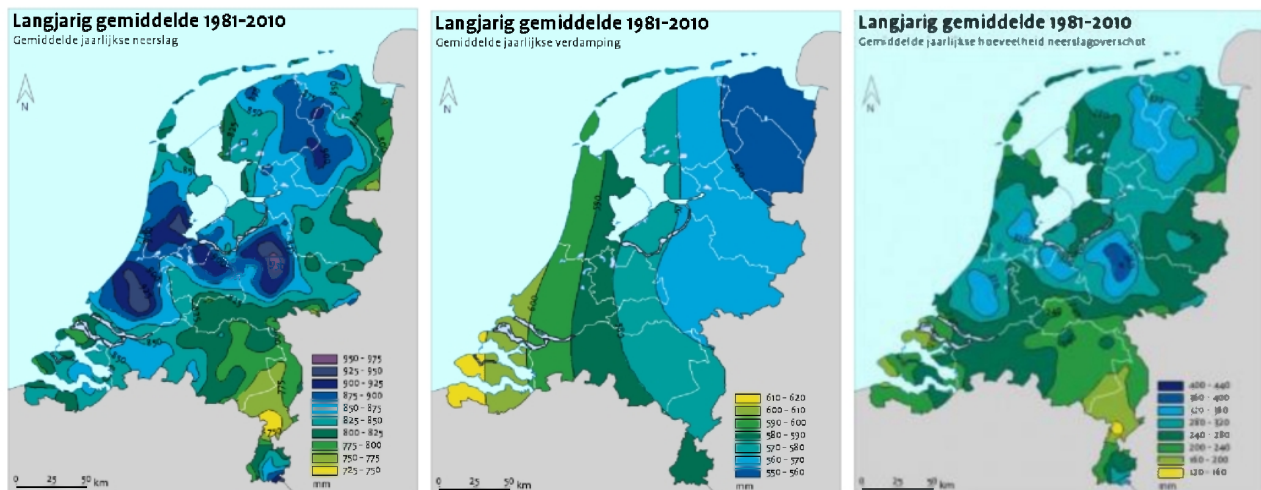 Langjarig gemiddelde 1981-2010
Gemiddelde jaarlijkse neerslag
N
950 - 975
925 - 950
900 - 925
875 - 900
850 - 875
825 - 850
800 - 825
775 - 800
750 - 775
725 - 750
mm
0 25 50 km
Langjarig gemiddelde 1981-2010
Gemiddelde jaarlijkse verdamping
N
600
590
560
610 - 620
600 - 610
590 - 600
580 - 590
570 - 580
560 - 570
550 - 560
mm
0 25 50 km
Langjarig gemiddelde 1981-2010
Gemiddelde jaarlijkse hoeveelheid neerslagoverschot
N
400 - 440
360 - 400
320 - 360
280 - 320
240 - 280
200 - 240
160 - 200
120 - 160
mm
0 25 50 km